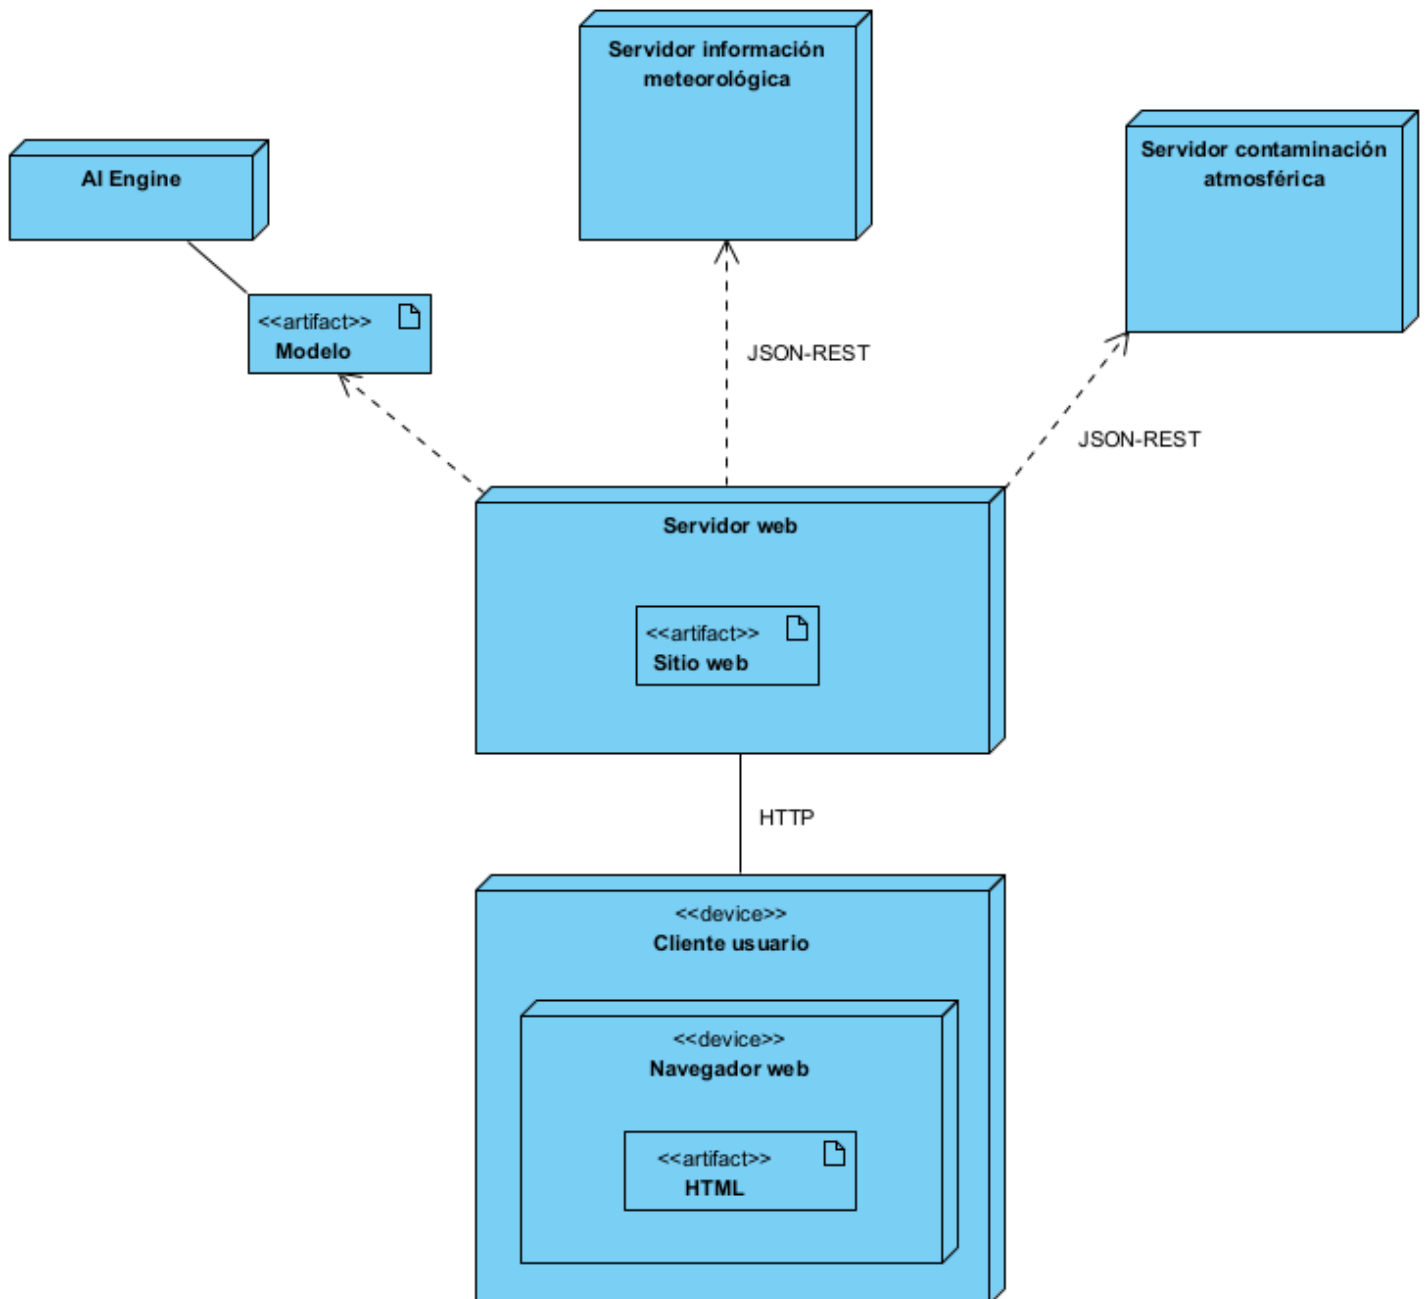 Servidor información
meteorológica
Servidor contaminación
atmosférica
AI Engine
<<artifact>>
Modelo
JSON-REST
JSON-REST
Servidor web
<<artifact>>
Sitio web
HTTP
<<device>>
Cliente usuario
<<device>>
Navegador web
<<artifact>>
HTML